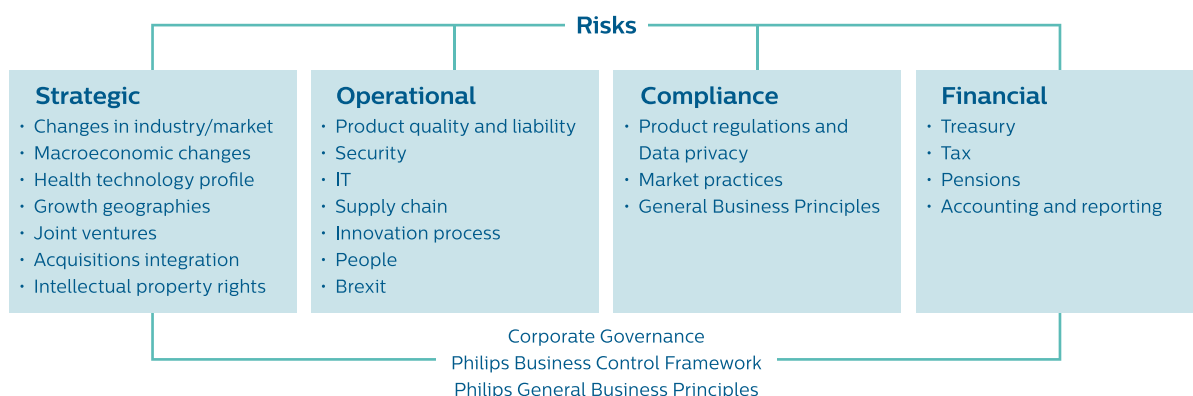 Risks
Strategic
· Changes in industry/market
· Macroeconomic changes
· Health technology profile
· Growth geographies
· Joint ventures
· Acquisitions integration
· Intellectual property rights
Operational
· Product quality and liability
· Security
· IT
· Supply chain
· Innovation process
· People
· Brexit
Compliance
· Product regulations and
Data privacy
· Market practices
· General Business Principles
Financial
· Treasury
· Tax
· Pensions
· Accounting and reporting
Corporate Governance
Philips Business Control Framework
Philips General Business Principles